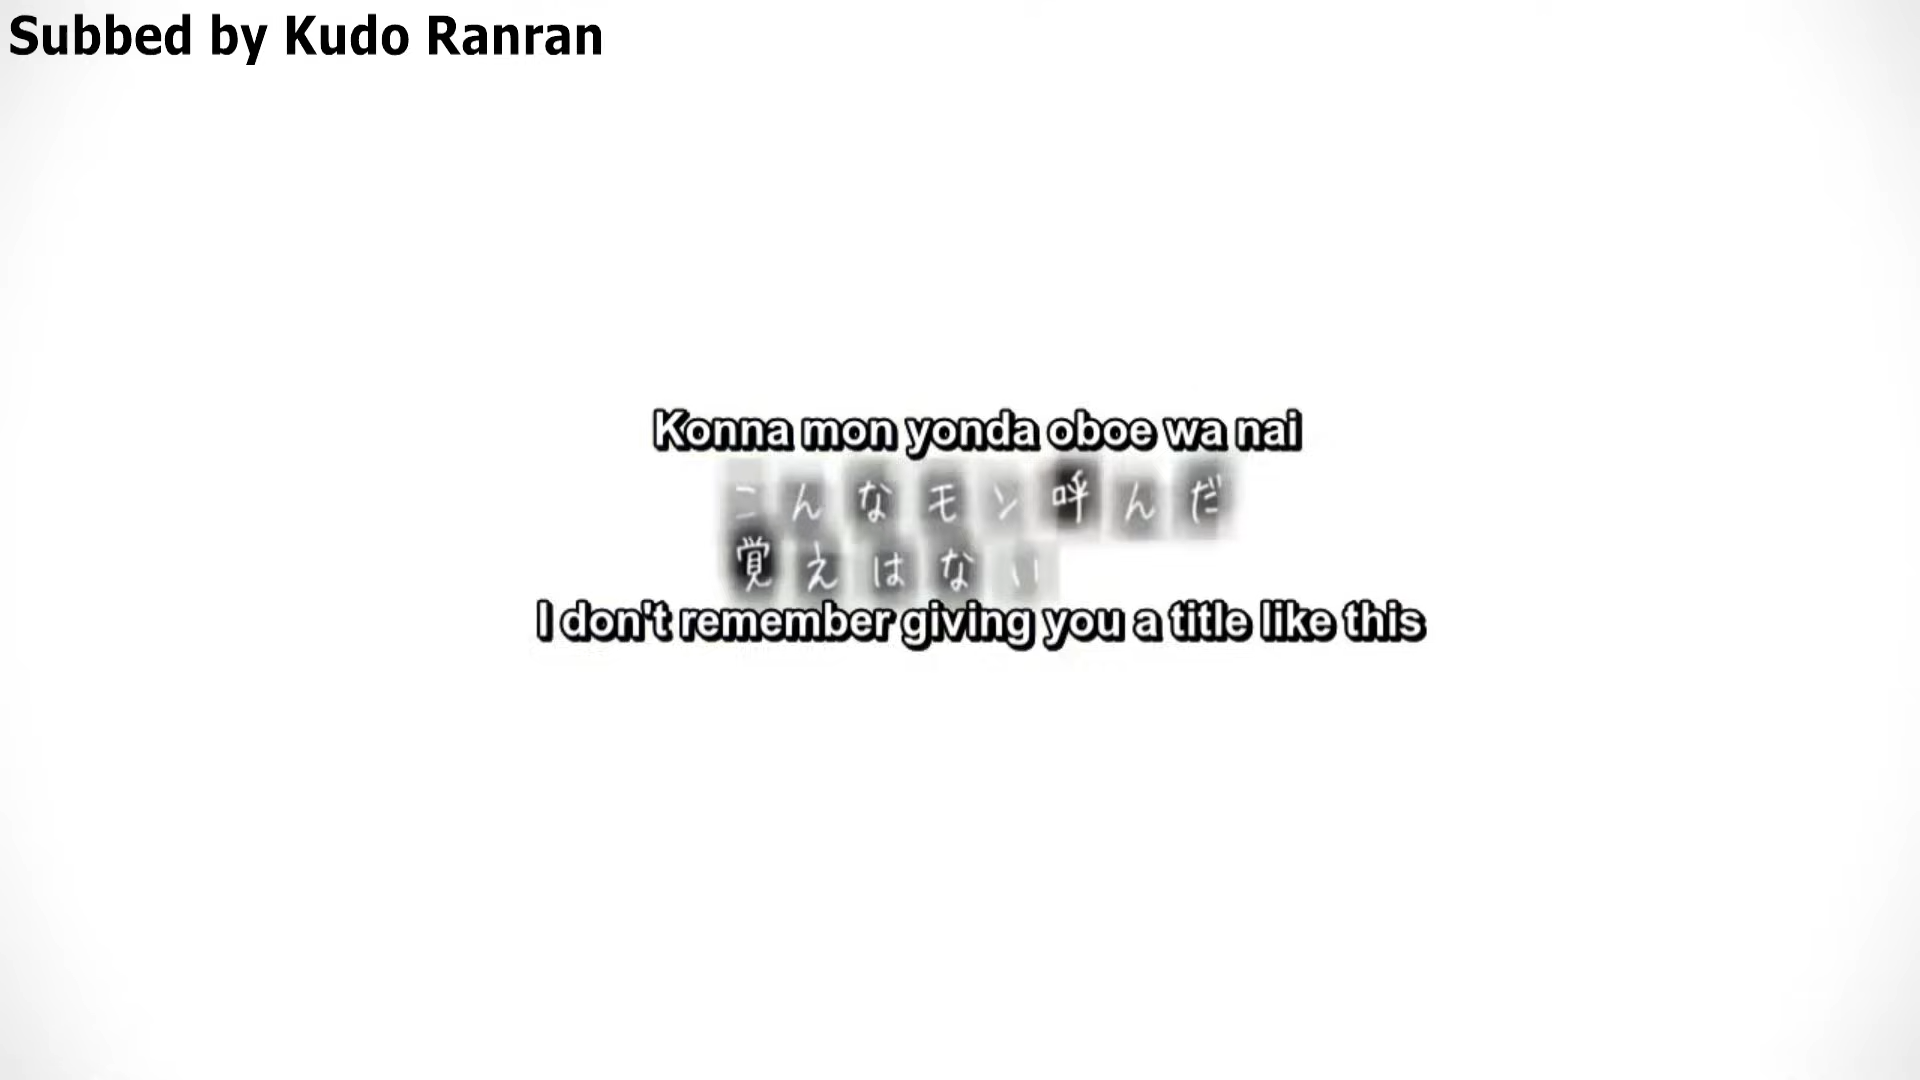 Subbed by Kudo Ranran
Konna mon yonda oboe wa nai
こんなモン呼んだ
覚えはない
I don't remember giving you a title like this